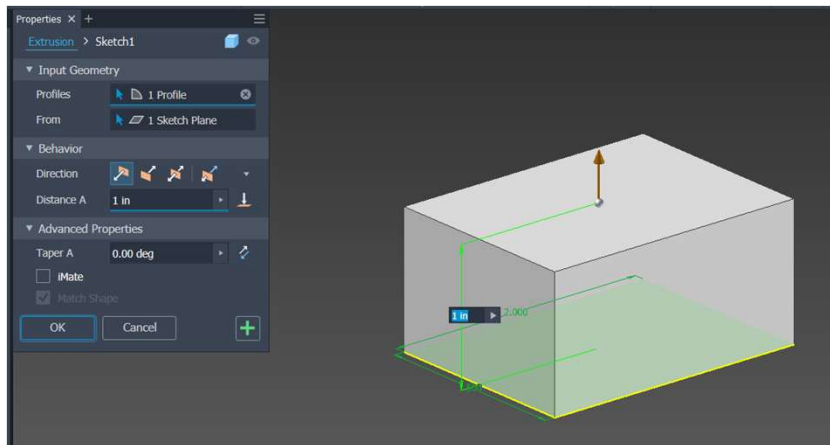 Properties × +
Extrusion > Sketch1
Input Geometry
Profiles 1 Profile
From 1 Sketch Plane
Behavior
Direction
Distance A 1 in
Advanced Properties
Taper A 0.00 deg
iMate
Match Shape
OK Cancel +
1 in
2.000